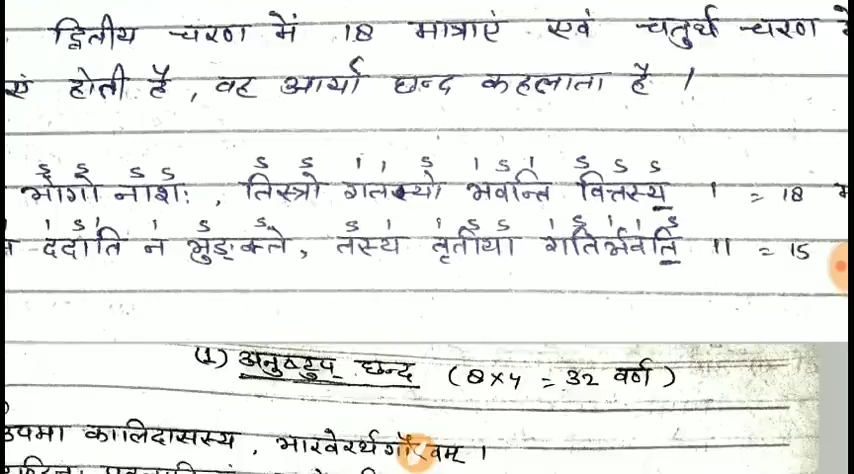 द्वितीय चरण में 18 मात्राएं एवं चतुर्थ चरण
होती है, वह आर्या छन्द कहलाता है ।
s s s s s s । । s । s । s s s
भोगो नाशः, तिस्त्रो गतस्यो भवन्ति वित्तस्य । = 18
। s । । s s s । । s s । s । । s
ददाति न भुङ्क्ते, तस्य तृतीया गतिर्भवति ॥ = 15
(1) अनुष्टुप् छन्द (8×4 = 32 वर्ण)
उपमा कालिदासस्य, भारवेरर्थगौरवम् ।